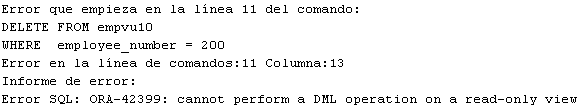 Error que empieza en la línea 11 del comando:
DELETE FROM empvu10
WHERE  employee_number = 200
Error en la línea de comandos:11 Columna:13
Informe de error:
Error SQL: ORA-42399: cannot perform a DML operation on a read-only view